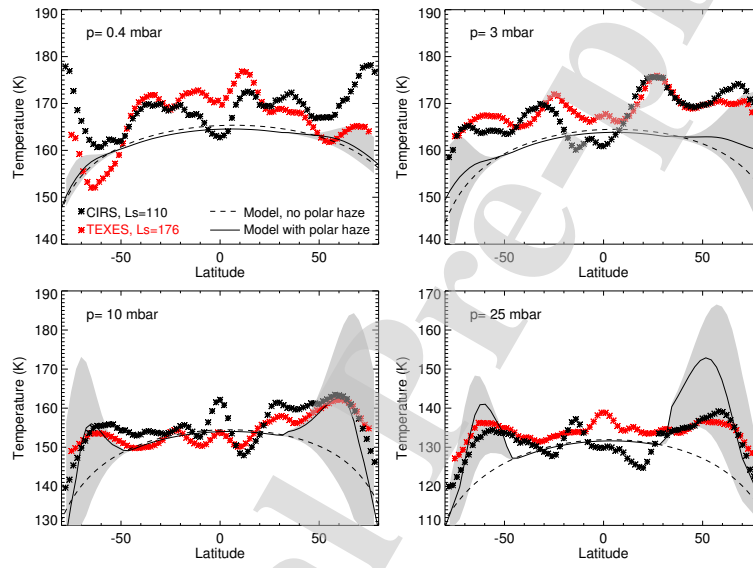 p= 0.4 mbar
190
180
170
160
150
140
Temperature (K)
CIRS, Ls=110
TEXES, Ls=176
Model, no polar haze
Model with polar haze
-50 0 50
Latitude
p= 3 mbar
190
180
170
160
150
140
Temperature (K)
-50 0 50
Latitude
p= 10 mbar
190
180
170
160
150
140
130
Temperature (K)
-50 0 50
Latitude
p= 25 mbar
170
160
150
140
130
120
110
Temperature (K)
-50 0 50
Latitude
Pre-p